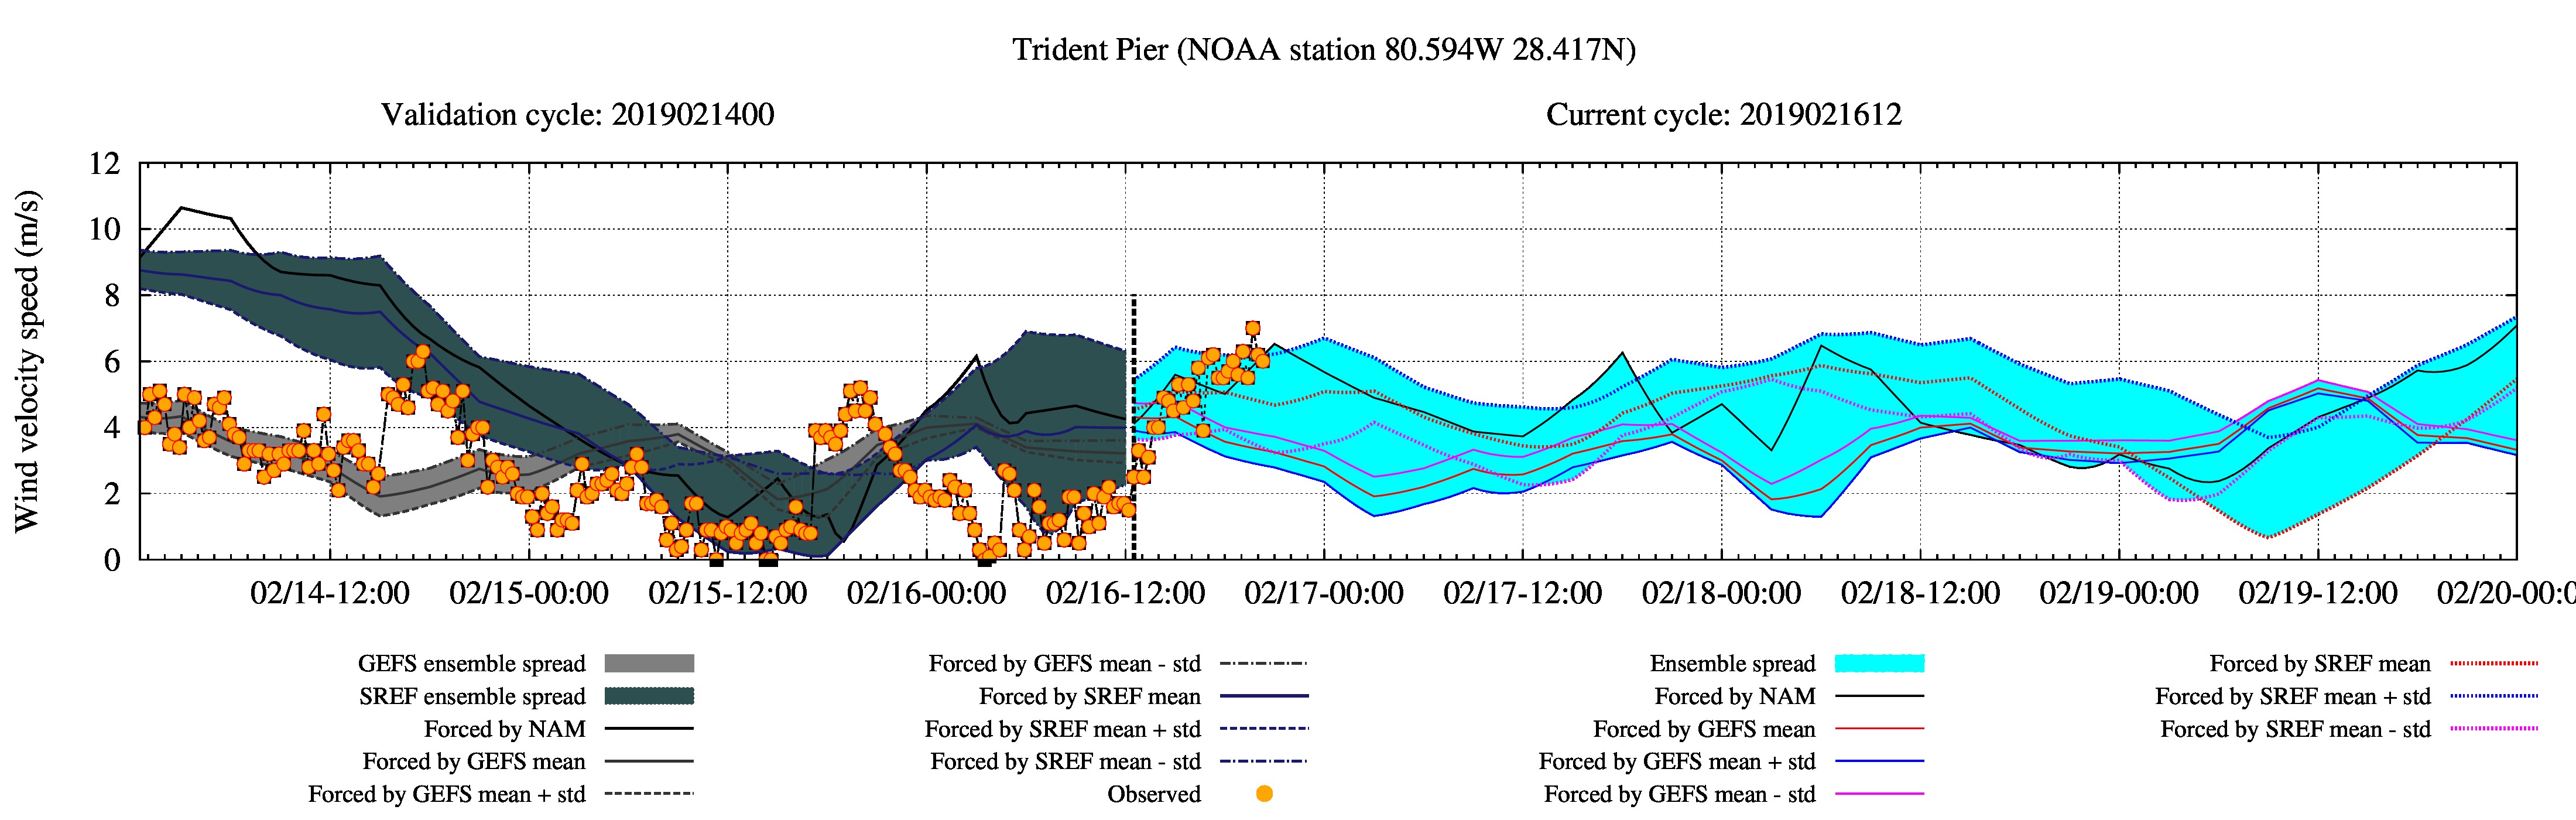 Trident Pier (NOAA station 80.594W 28.417N)
Validation cycle: 2019021400
Current cycle: 2019021612
Wind velocity speed (m/s)
12
10
8
6
4
2
0
02/14-12:00 02/15-00:00 02/15-12:00 02/16-00:00 02/16-12:00 02/17-00:00 02/17-12:00 02/18-00:00 02/18-12:00 02/19-00:00 02/19-12:00 02/20-00:0
GEFS ensemble spread
SREF ensemble spread
Forced by NAM
Forced by GEFS mean
Forced by GEFS mean + std
Forced by GEFS mean - std
Forced by SREF mean
Forced by SREF mean + std
Forced by SREF mean - std
Observed
Ensemble spread
Forced by NAM
Forced by GEFS mean
Forced by GEFS mean + std
Forced by GEFS mean - std
Forced by SREF mean
Forced by SREF mean + std
Forced by SREF mean - std